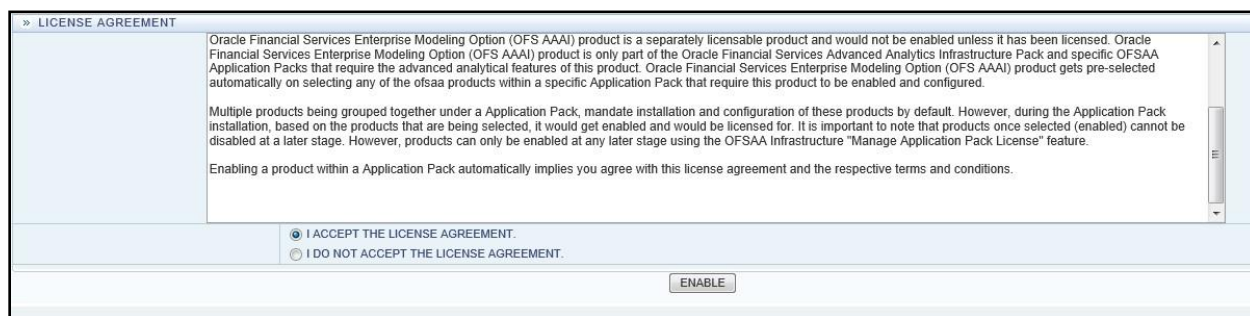 » LICENSE AGREEMENT
Oracle Financial Services Enterprise Modeling Option (OFS AAAI) product is a separately licensable product and would not be enabled unless it has been licensed. Oracle
Financial Services Enterprise Modeling Option (OFS AAAI) product is only part of the Oracle Financial Services Advanced Analytics Infrastructure Pack and specific OFSAA
Application Packs that require the advanced analytical features of this product. Oracle Financial Services Enterprise Modeling Option (OFS AAAI) product gets pre-selected
automatically on selecting any of the ofsaa products within a specific Application Pack that require this product to be enabled and configured.
Multiple products being grouped together under a Application Pack, mandate installation and configuration of these products by default. However, during the Application Pack
installation, based on the products that are being selected, it would get enabled and would be licensed for. It is important to note that products once selected (enabled) cannot be
disabled at a later stage. However, products can only be enabled at any later stage using the OFSAA Infrastructure "Manage Application Pack License" feature.
Enabling a product within a Application Pack automatically implies you agree with this license agreement and the respective terms and conditions.
I ACCEPT THE LICENSE AGREEMENT.
I DO NOT ACCEPT THE LICENSE AGREEMENT.
ENABLE